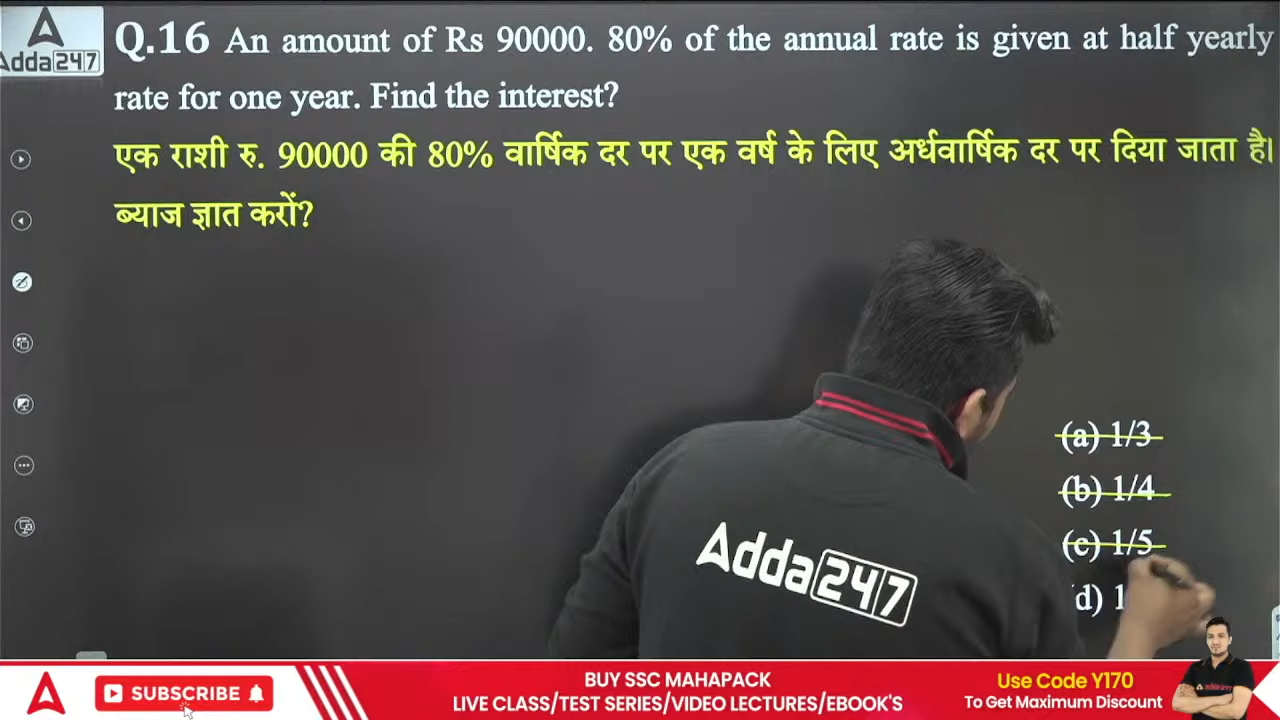 Adda247
Q.16 An amount of Rs 90000. 80% of the annual rate is given at half yearly
rate for one year. Find the interest?
एक राशी रु. 90000 की 80% वार्षिक दर पर एक वर्ष के लिए अर्धवार्षिक दर पर दिया जाता है।
ब्याज ज्ञात करों?
(a) 1/3
(b) 1/4
(c) 1/5
(d) 1
Adda247
SUBSCRIBE
BUY SSC MAHAPACK
LIVE CLASS/TEST SERIES/VIDEO LECTURES/EBOOK'S
Use Code Y170
To Get Maximum Discount